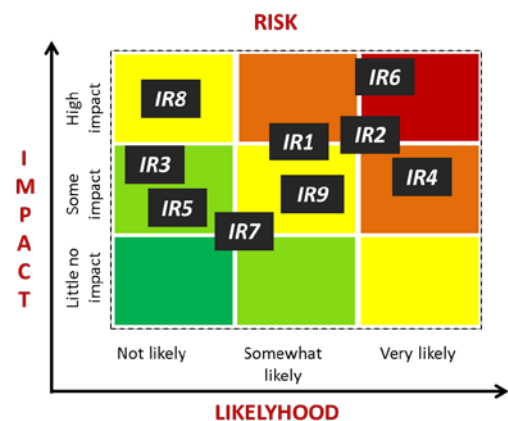 RISK
IMPACT
High
impact
Some
impact
Little no
impact
IR8
IR6
IR1
IR2
IR3
IR4
IR5
IR9
IR7
Not likely
Somewhat
likely
Very likely
LIKELYHOOD